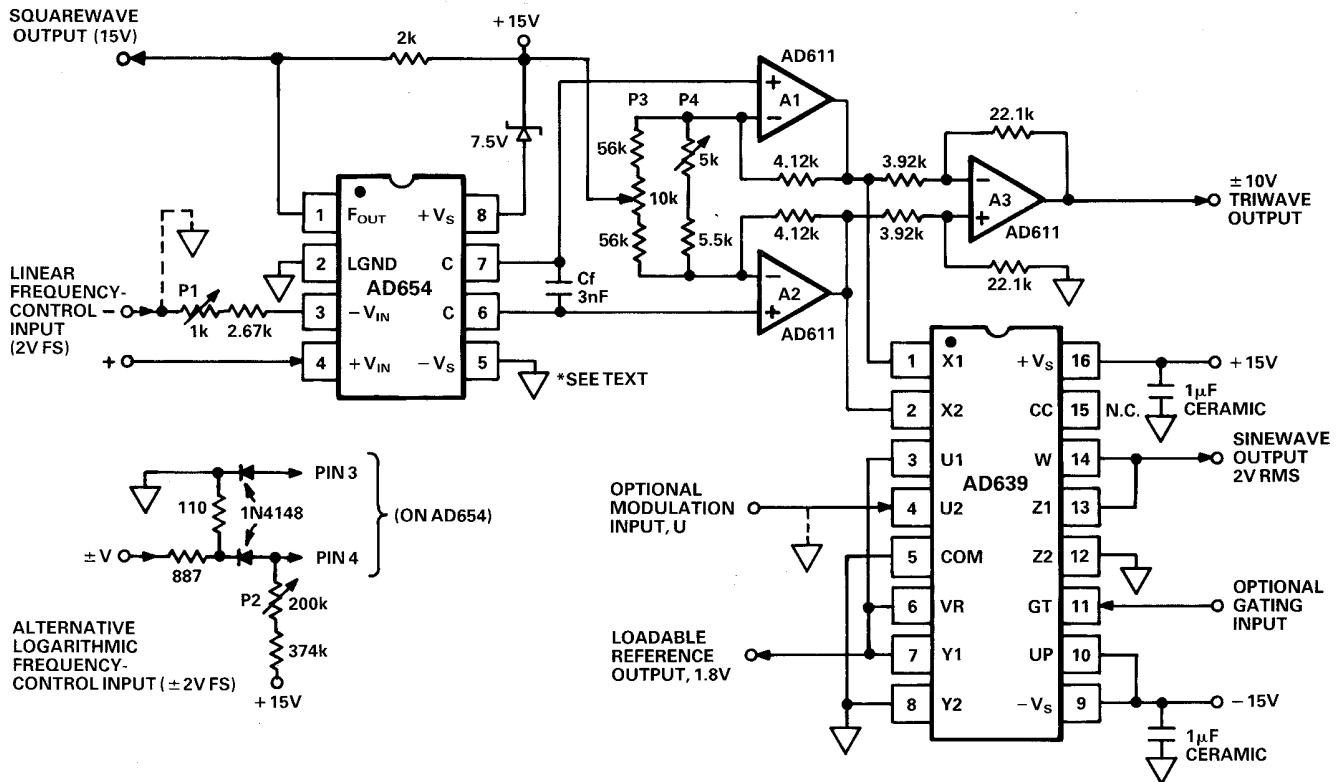 SQUAREWAVE
OUTPUT (15V)
2k
+15V
7.5V
AD611
A1
P3
P4
56k
5k
10k
56k
5.5k
4.12k
3.92k
4.12k
3.92k
22.1k
A3
AD611
22.1k
±10V
TRIWAVE
OUTPUT
A2
AD611
1 FOUT
+VS 8
2 LGND
C 7
AD654
3 −VIN
C 6
4 +VIN
−VS 5
*SEE TEXT
Cf
3nF
LINEAR
FREQUENCY-
CONTROL
INPUT
(2V FS)
−
+
P1
1k
2.67k
PIN 3
110
1N4148
(ON AD654)
±V
887
PIN 4
P2
200k
374k
+15V
ALTERNATIVE
LOGARITHMIC
FREQUENCY-
CONTROL INPUT (±2V FS)
1 X1
+VS 16
2 X2
CC 15 N.C.
3 U1
W 14
AD639
4 U2
Z1 13
5 COM
Z2 12
6 VR
GT 11
7 Y1
UP 10
8 Y2
−VS 9
+15V
1μF
CERAMIC
SINEWAVE
OUTPUT
2V RMS
OPTIONAL
MODULATION
INPUT, U
OPTIONAL
GATING
INPUT
LOADABLE
REFERENCE
OUTPUT, 1.8V
−15V
1μF
CERAMIC